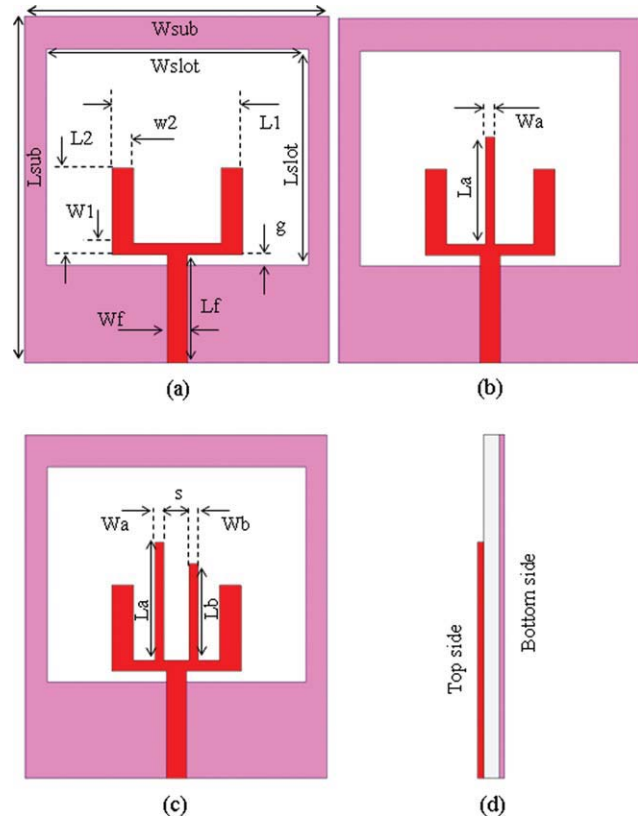 Wsub
Wslot
L2
w2
L1
Lsub
Lslot
W1
g
Wf
Lf
(a)
Wa
La
(b)
s
Wa
Wb
La
Lb
(c)
Top side
Bottom side
(d)